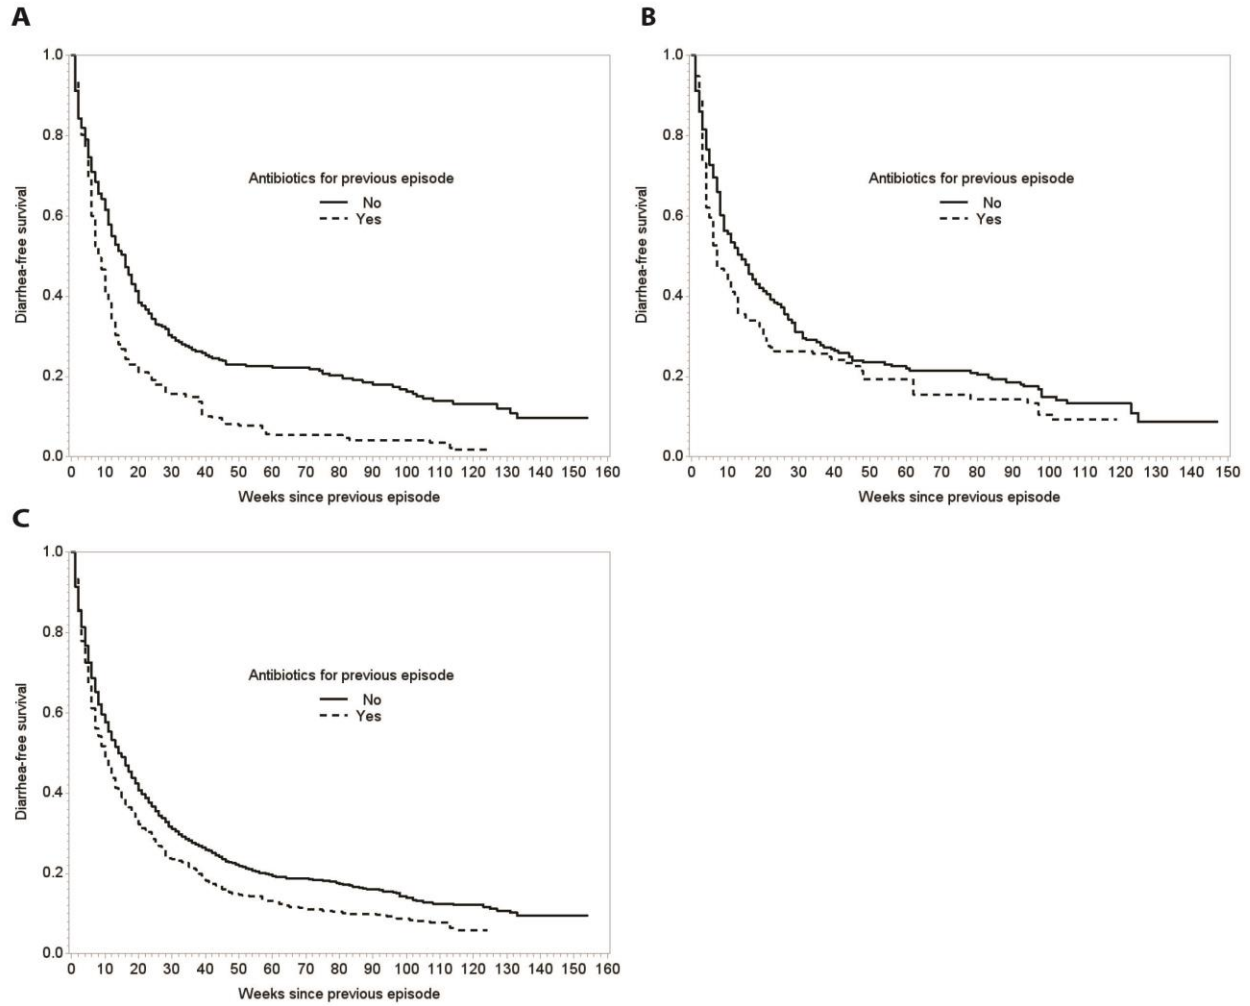 A
1.0
0.8
0.6
0.4
0.2
0.0
Diarrhea-free survival
Antibiotics for previous episode
No
Yes
0 10 20 30 40 50 60 70 80 90 100 110 120 130 140 150 160
Weeks since previous episode
B
1.0
0.8
0.6
0.4
0.2
0.0
Diarrhea-free survival
Antibiotics for previous episode
No
Yes
0 10 20 30 40 50 60 70 80 90 100 110 120 130 140 150
Weeks since previous episode
C
1.0
0.8
0.6
0.4
0.2
0.0
Diarrhea-free survival
Antibiotics for previous episode
No
Yes
0 10 20 30 40 50 60 70 80 90 100 110 120 130 140 150 160
Weeks since previous episode